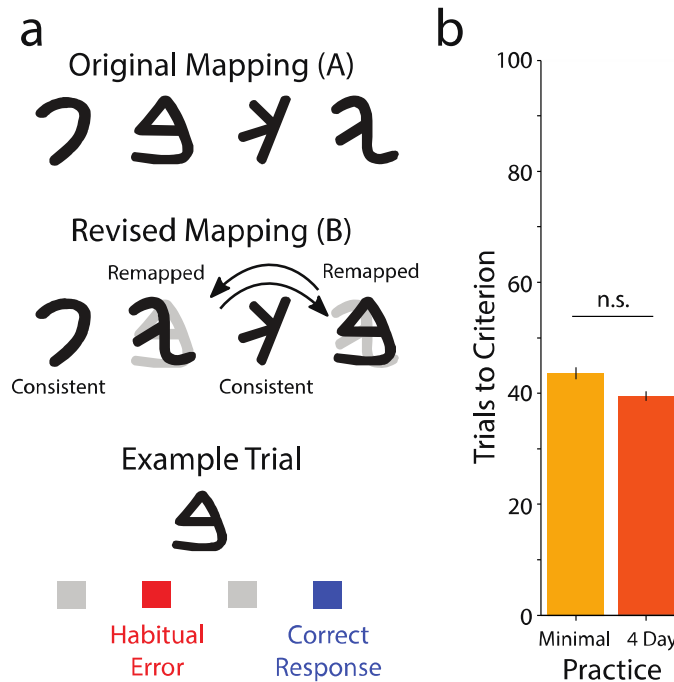 a
Original Mapping (A)
Revised Mapping (B)
Remapped
Remapped
Consistent
Consistent
Example Trial
Habitual
Error
Correct
Response
b
Trials to Criterion
100
80
60
40
20
0
n.s.
Minimal
4 Day
Practice